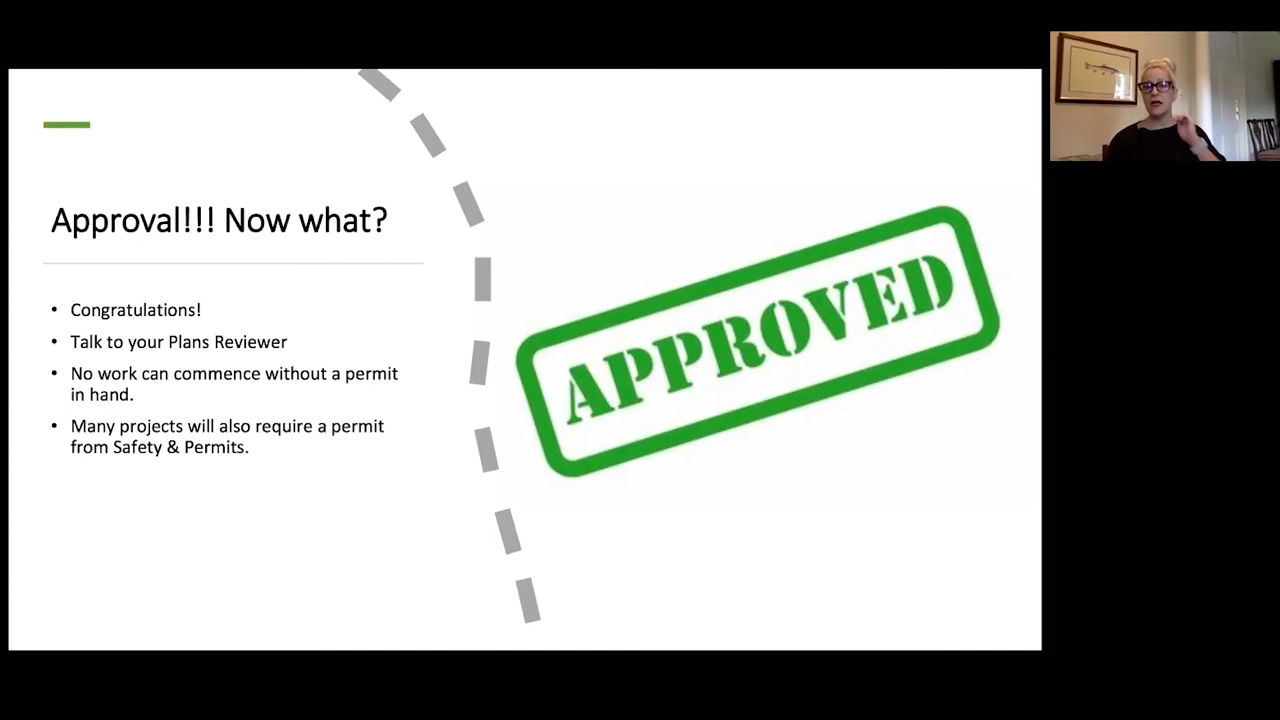 Approval!!! Now what?
• Congratulations!
• Talk to your Plans Reviewer
• No work can commence without a permit
in hand.
• Many projects will also require a permit
from Safety & Permits.
APPROVED